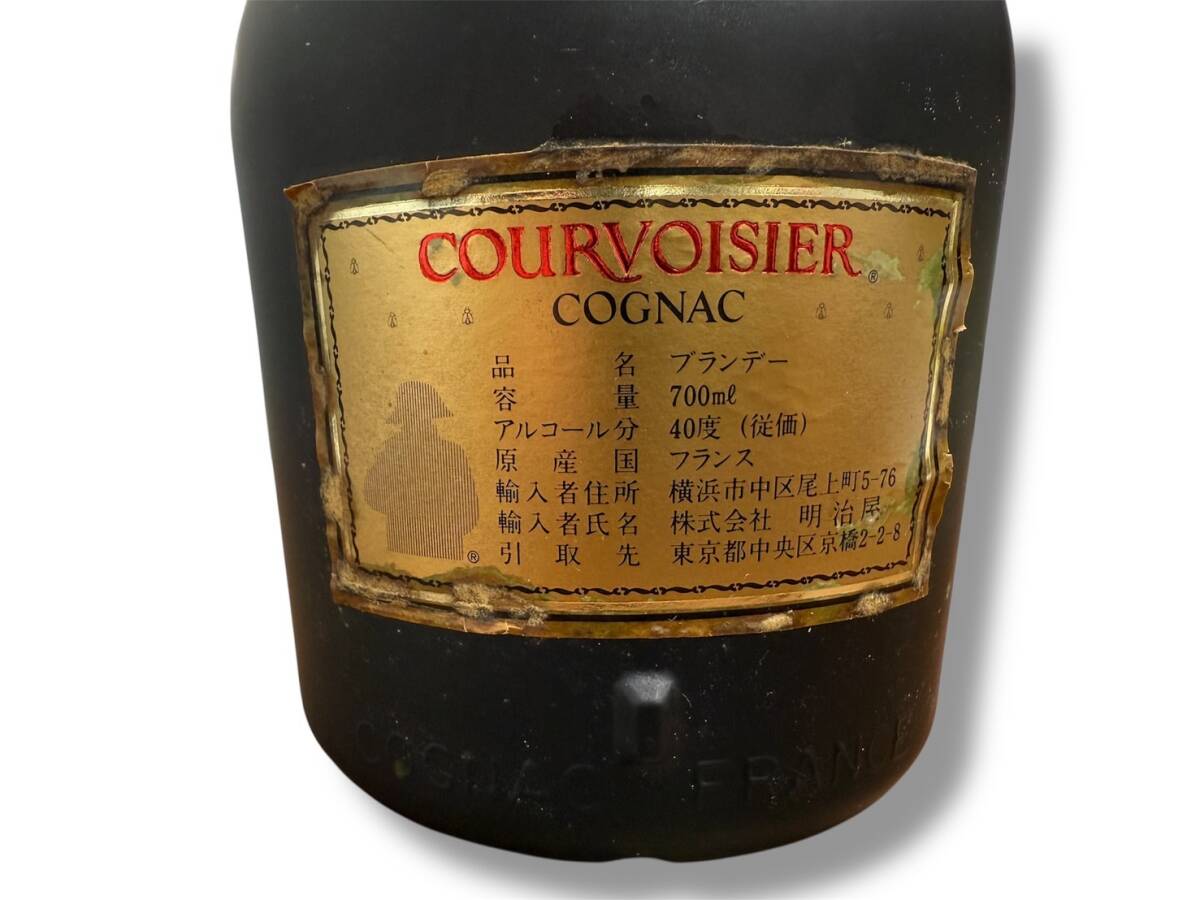 COURVOISIER®
COGNAC
品名 ブランデー
容量 700mℓ
アルコール分 40度（従価）
原産国 フランス
輸入者住所 横浜市中区尾上町5-76
輸入者氏名 株式会社 明治屋
引取先 東京都中央区京橋2-2-8
®
COGNAC FRANCE